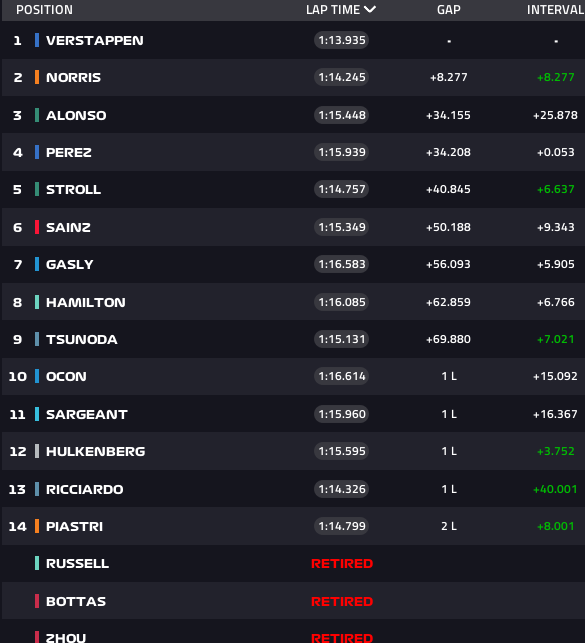 POSITION LAP TIME GAP INTERVAL
1 VERSTAPPEN 1:13.935 - -
2 NORRIS 1:14.245 +8.277 +8.277
3 ALONSO 1:15.448 +34.155 +25.878
4 PEREZ 1:15.939 +34.208 +0.053
5 STROLL 1:14.757 +40.845 +6.637
6 SAINZ 1:15.349 +50.188 +9.343
7 GASLY 1:16.583 +56.093 +5.905
8 HAMILTON 1:16.085 +62.859 +6.766
9 TSUNODA 1:15.131 +69.880 +7.021
10 OCON 1:16.614 1 L +15.092
11 SARGEANT 1:15.960 1 L +16.367
12 HULKENBERG 1:15.595 1 L +3.752
13 RICCIARDO 1:14.326 1 L +40.001
14 PIASTRI 1:14.799 2 L +8.001
RUSSELL RETIRED
BOTTAS RETIRED
ZHOU RETIRED